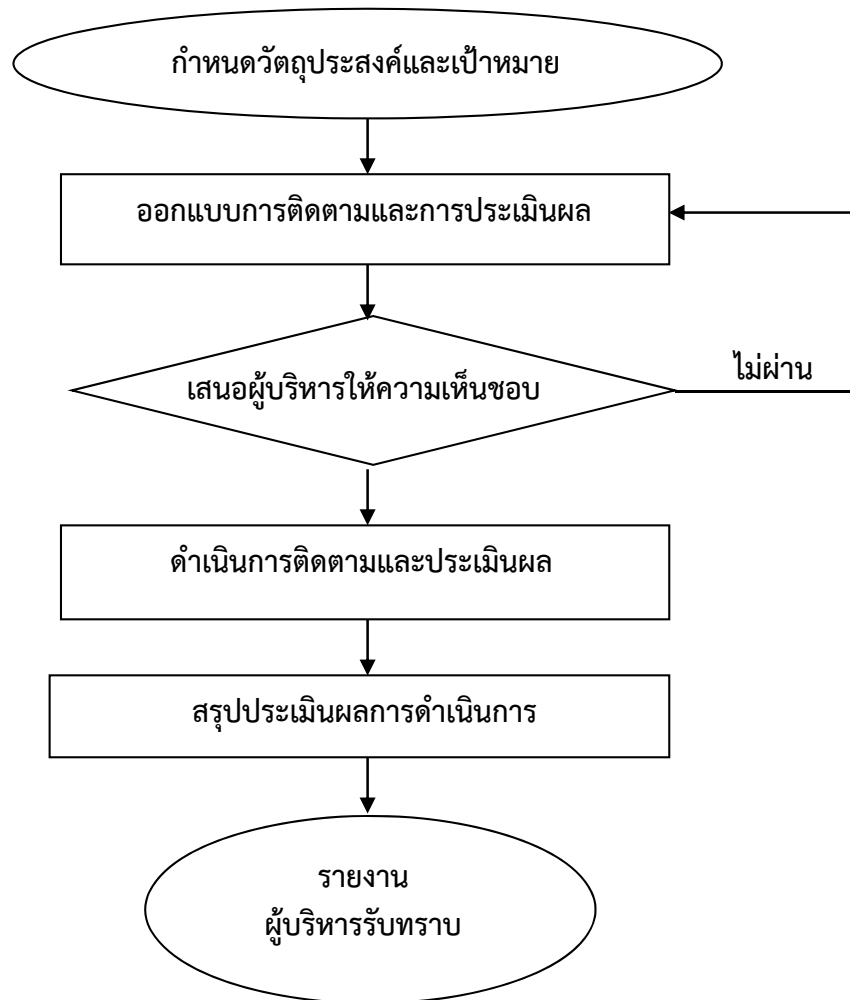 กำหนดวัตถุประสงค์และเป้าหมาย
ออกแบบการติดตามและการประเมินผล
เสนอผู้บริหารให้ความเห็นชอบ
ไม่ผ่าน
ดำเนินการติดตามและประเมินผล
สรุปประเมินผลการดำเนินการ
รายงาน
ผู้บริหารรับทราบ